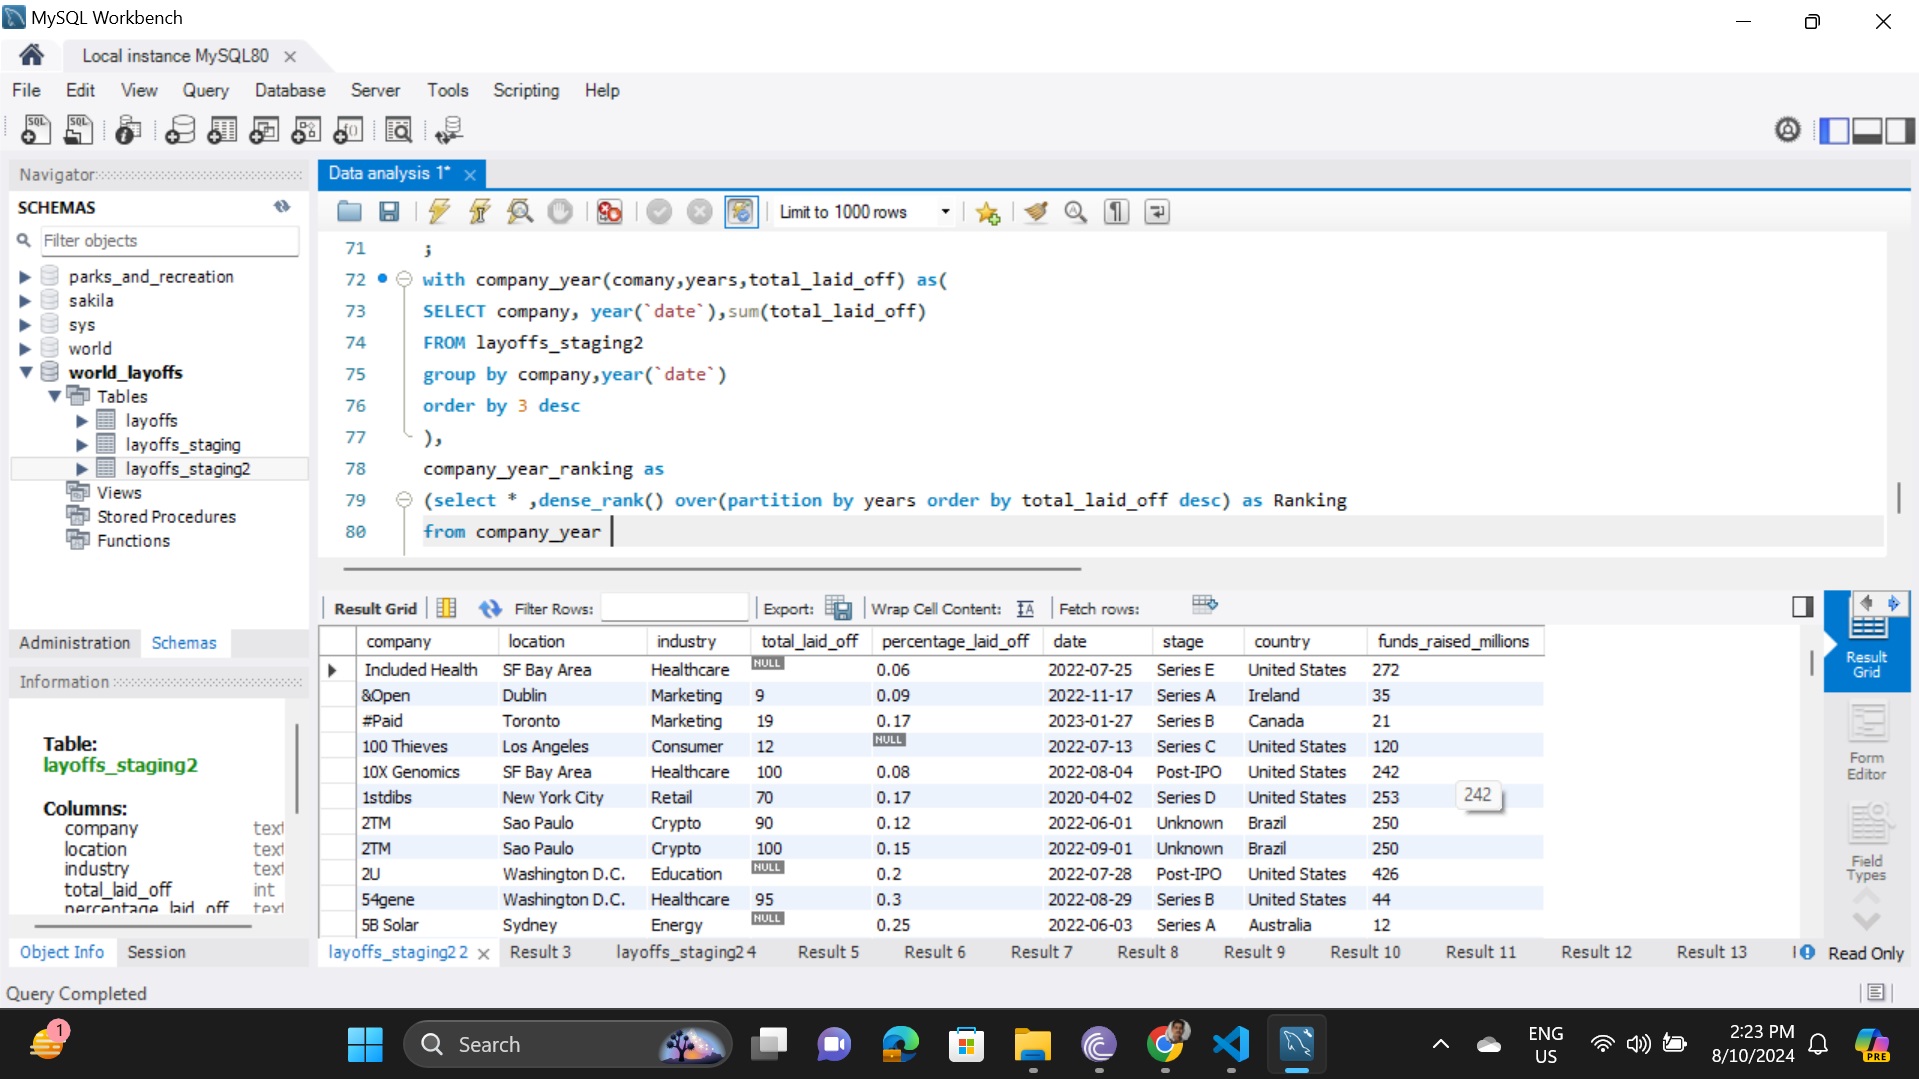 MySQL Workbench
Local instance MySQL80
File Edit View Query Database Server Tools Scripting Help
Navigator
SCHEMAS
Filter objects
parks_and_recreation
sakila
sys
world
world_layoffs
Tables
layoffs
layoffs_staging
layoffs_staging2
Views
Stored Procedures
Functions
Administration Schemas
Information
Table:
layoffs_staging2
Columns:
company text
location text
industry text
total_laid_off int
percentage_laid_off text
Object Info Session
Data analysis 1*
Limit to 1000 rows
71 ;
72 with company_year(comany,years,total_laid_off) as(
73 SELECT company, year(`date`),sum(total_laid_off)
74 FROM layoffs_staging2
75 group by company,year(`date`)
76 order by 3 desc
77 ),
78 company_year_ranking as
79 (select * ,dense_rank() over(partition by years order by total_laid_off desc) as Ranking
80 from company_year
Result Grid Filter Rows: Export: Wrap Cell Content: IA Fetch rows:
company location industry total_laid_off percentage_laid_off date stage country funds_raised_millions
Included Health SF Bay Area Healthcare NULL 0.06 2022-07-25 Series E United States 272
&Open Dublin Marketing 9 0.09 2022-11-17 Series A Ireland 35
#Paid Toronto Marketing 19 0.17 2023-01-27 Series B Canada 21
100 Thieves Los Angeles Consumer 12 NULL 2022-07-13 Series C United States 120
10X Genomics SF Bay Area Healthcare 100 0.08 2022-08-04 Post-IPO United States 242
1stdibs New York City Retail 70 0.17 2020-04-02 Series D United States 253
242
2TM Sao Paulo Crypto 90 0.12 2022-06-01 Unknown Brazil 250
2TM Sao Paulo Crypto 100 0.15 2022-09-01 Unknown Brazil 250
2U Washington D.C. Education NULL 0.2 2022-07-28 Post-IPO United States 426
54gene Washington D.C. Healthcare 95 0.3 2022-08-29 Series B United States 44
5B Solar Sydney Energy NULL 0.25 2022-06-03 Series A Australia 12
layoffs_staging2 2 Result 3 layoffs_staging2 4 Result 5 Result 6 Result 7 Result 8 Result 9 Result 10 Result 11 Result 12 Result 13
Read Only
Result
Grid
Form
Editor
Field
Types
Query Completed
1
Search
ENG
US
2:23 PM
8/10/2024
PRE